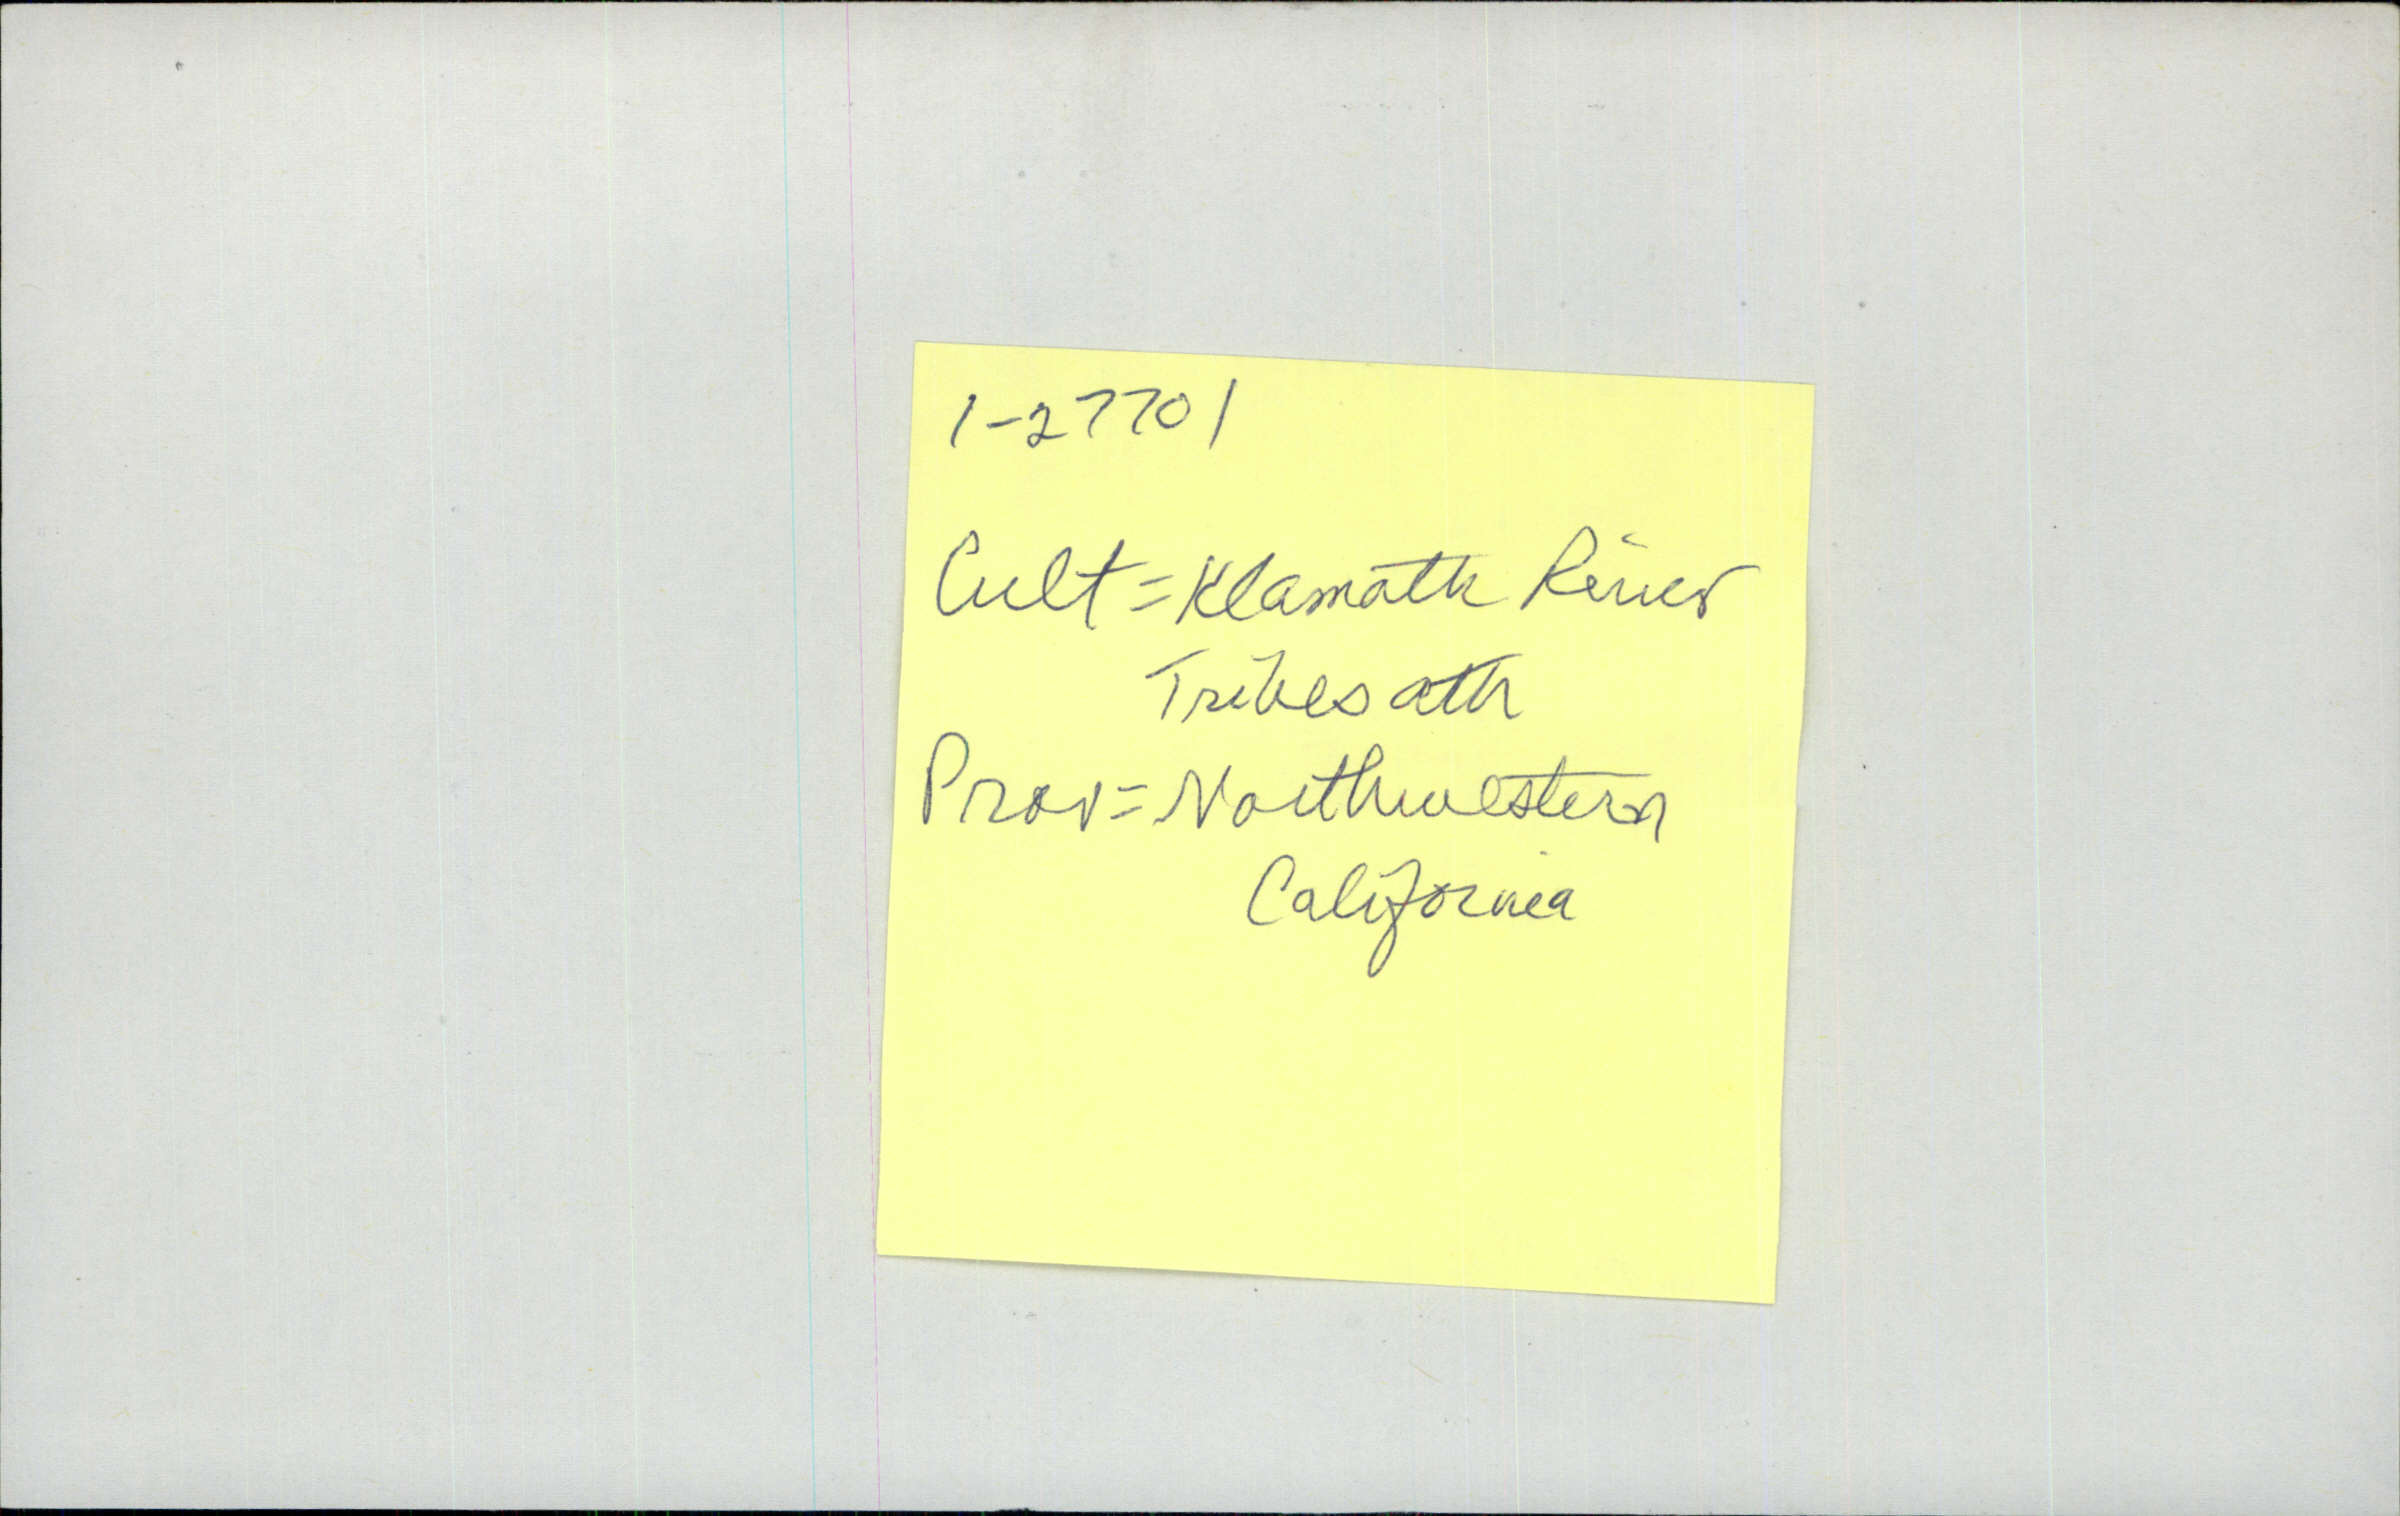 1-27701
Cult = Klamath River
Tribes ath
Prov = Northwestern
California